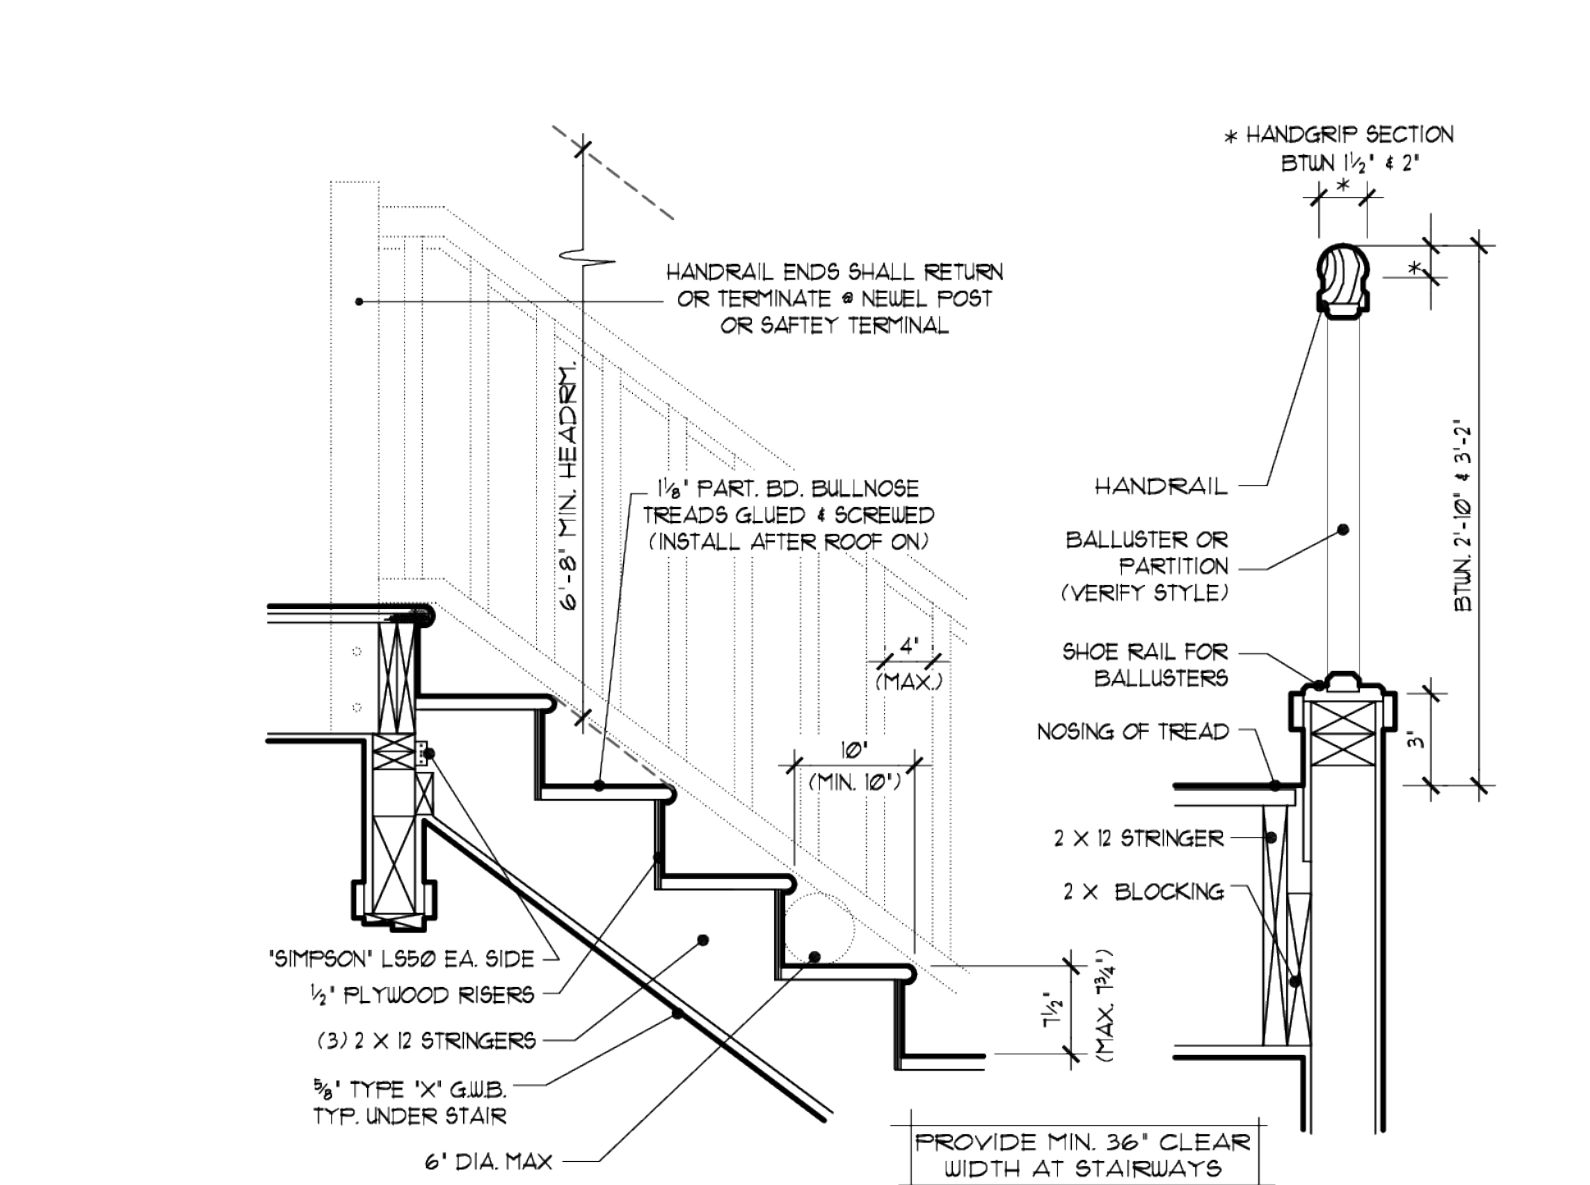 * HANDGRIP SECTION
BTWN 1½" & 2"
*
*
HANDRAIL ENDS SHALL RETURN
OR TERMINATE @ NEWEL POST
OR SAFTEY TERMINAL
6'-8" MIN. HEADRM.
1⅛" PART. BD. BULLNOSE
TREADS GLUED & SCREWED
(INSTALL AFTER ROOF ON)
HANDRAIL
BALLUSTER OR
PARTITION
(VERIFY STYLE)
BTWN. 2'-10" & 3'-2"
4"
(MAX.)
SHOE RAIL FOR
BALLUSTERS
NOSING OF TREAD
3"
10"
(MIN. 10")
2 X 12 STRINGER
2 X BLOCKING
"SIMPSON" LS50 EA. SIDE
½" PLYWOOD RISERS
(3) 2 X 12 STRINGERS
⅝" TYPE "X" G.W.B.
TYP. UNDER STAIR
6" DIA. MAX
7½"
(MAX. 7¾")
PROVIDE MIN. 36" CLEAR
WIDTH AT STAIRWAYS